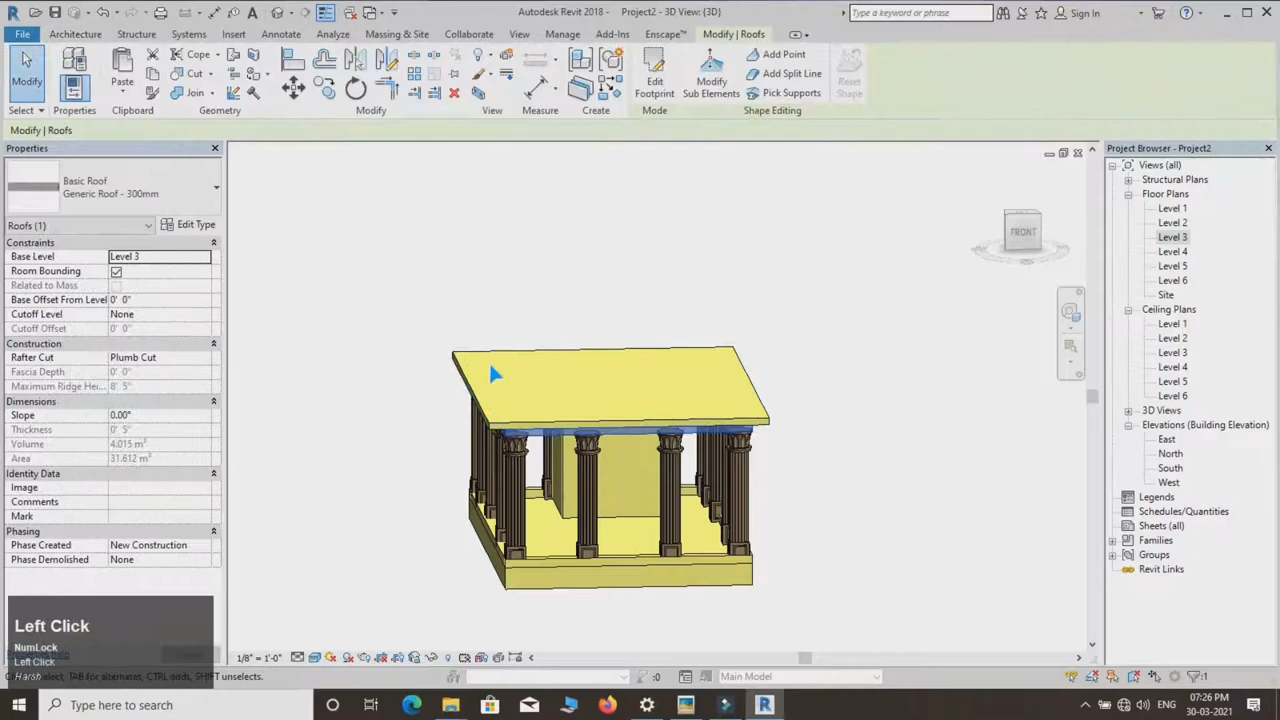 Autodesk Revit 2018 - Project2 - 3D View: {3D}
Type a keyword or phrase
Sign In
File
Architecture
Structure
Systems
Insert
Annotate
Analyze
Massing & Site
Collaborate
View
Manage
Add-Ins
Enscape™
Modify | Roofs
Modify
Properties
Paste
Cope
Cut
Join
Edit
Footprint
Modify
Sub Elements
Add Point
Add Split Line
Pick Supports
Reset
Shape
Select
Properties
Clipboard
Geometry
Modify
View
Measure
Create
Mode
Shape Editing
Modify | Roofs
Properties
Basic Roof
Generic Roof - 300mm
Roofs (1)
Edit Type
Constraints
Base Level Level 3
Room Bounding
Related to Mass
Base Offset From Level 0' 0"
Cutoff Level None
Cutoff Offset 0' 0"
Construction
Rafter Cut Plumb Cut
Fascia Depth 0' 0"
Maximum Ridge Hei... 8' 5"
Dimensions
Slope 0.00°
Thickness 0' 5"
Volume 4.015 m³
Area 31.612 m²
Identity Data
Image
Comments
Mark
Phasing
Phase Created New Construction
Phase Demolished None
Left Click
NumLock
Left Click
Harsh
FRONT
Project Browser - Project2
Views (all)
Structural Plans
Floor Plans
Level 1
Level 2
Level 3
Level 4
Level 5
Level 6
Site
Ceiling Plans
Level 1
Level 2
Level 3
Level 4
Level 5
Level 6
3D Views
Elevations (Building Elevation)
East
North
South
West
Legends
Schedules/Quantities
Sheets (all)
Families
Groups
Revit Links
1/8" = 1'-0"
select, TAB for alternates, CTRL adds, SHIFT unselects.
:0
Main Model
:1
Type here to search
ENG
07:26 PM
30-03-2021